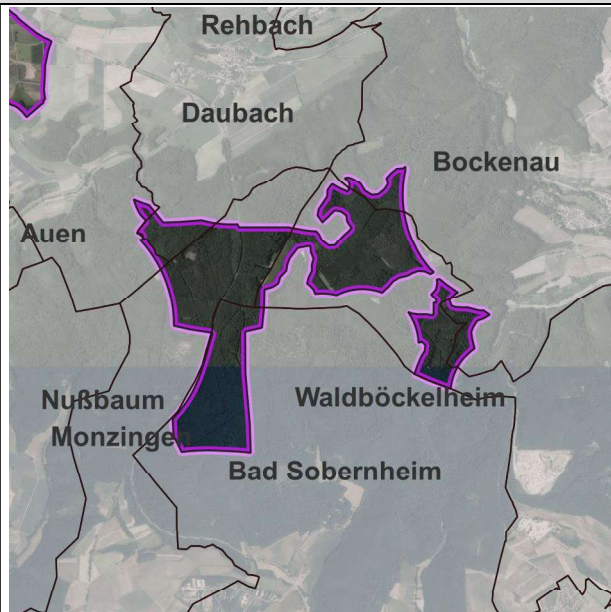 Rehbach
Daubach
Bockenau
Auen
Nußbaum
Waldböckelheim
Monzingen
Bad Sobernheim